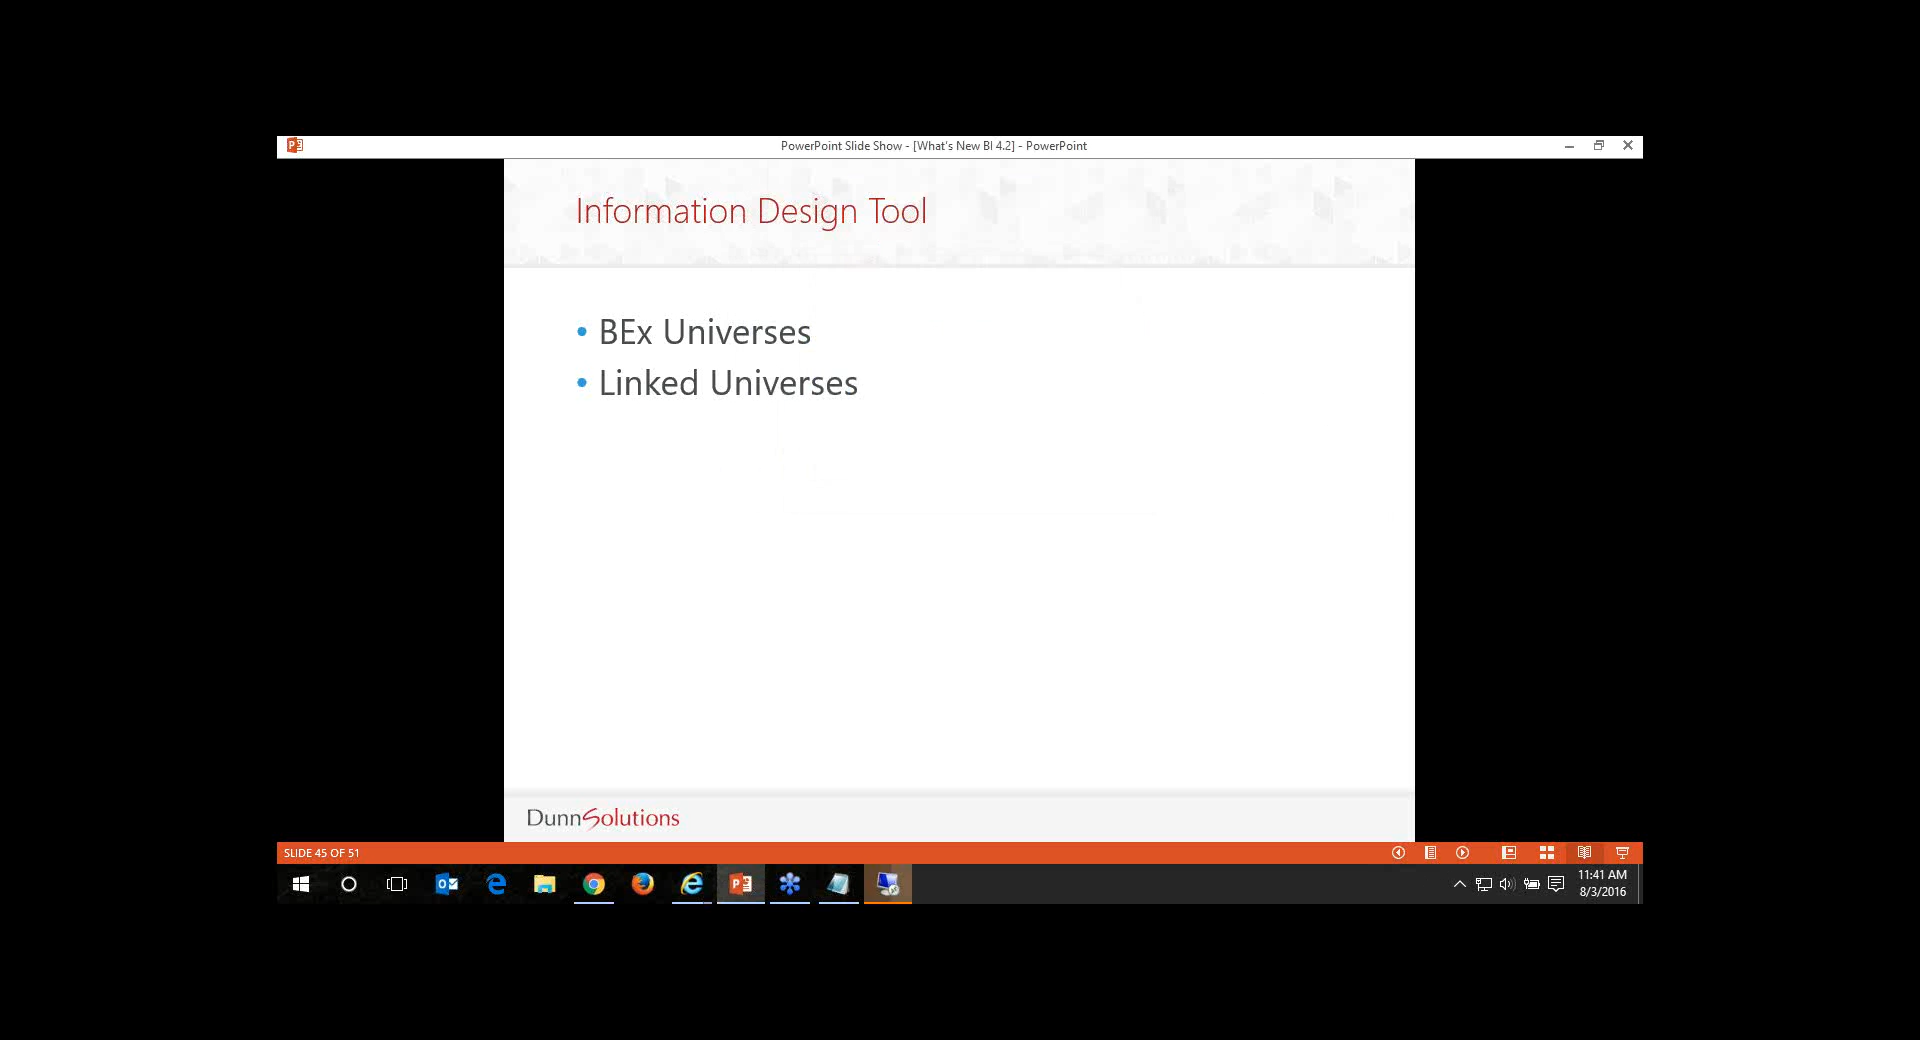 PowerPoint Slide Show - [What's New BI 4.2] - PowerPoint
Information Design Tool
• BEx Universes
• Linked Universes
DunnSolutions
SLIDE 45 OF 51
11:41 AM
8/3/2016